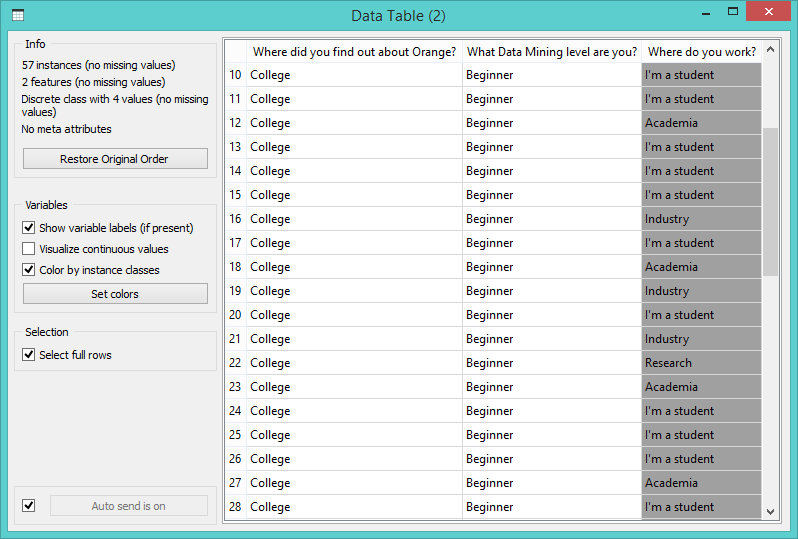 Data Table (2)
Info
57 instances (no missing values)
2 features (no missing values)
Discrete class with 4 values (no missing
values)
No meta attributes
Restore Original Order
Variables
Show variable labels (if present)
Visualize continuous values
Color by instance classes
Set colors
Selection
Select full rows
Auto send is on
Where did you find out about Orange? What Data Mining level are you? Where do you work?
10 College Beginner I'm a student
11 College Beginner I'm a student
12 College Beginner Academia
13 College Beginner I'm a student
14 College Beginner I'm a student
15 College Beginner I'm a student
16 College Beginner Industry
17 College Beginner I'm a student
18 College Beginner Academia
19 College Beginner Industry
20 College Beginner I'm a student
21 College Beginner Industry
22 College Beginner Research
23 College Beginner Academia
24 College Beginner I'm a student
25 College Beginner I'm a student
26 College Beginner I'm a student
27 College Beginner Academia
28 College Beginner I'm a student